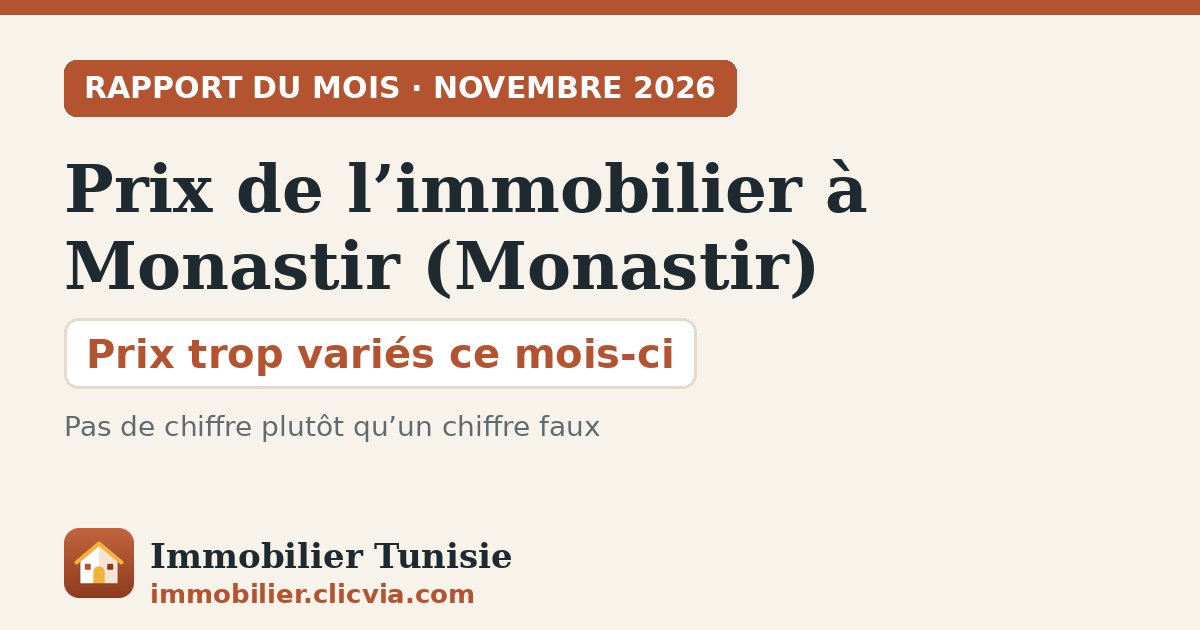 RAPPORT DU MOIS · NOVEMBRE 2026
Prix de l’immobilier à
Monastir (Monastir)
Prix trop variés ce mois-ci
Pas de chiffre plutôt qu’un chiffre faux
Immobilier Tunisie
immobilier.clicvia.com